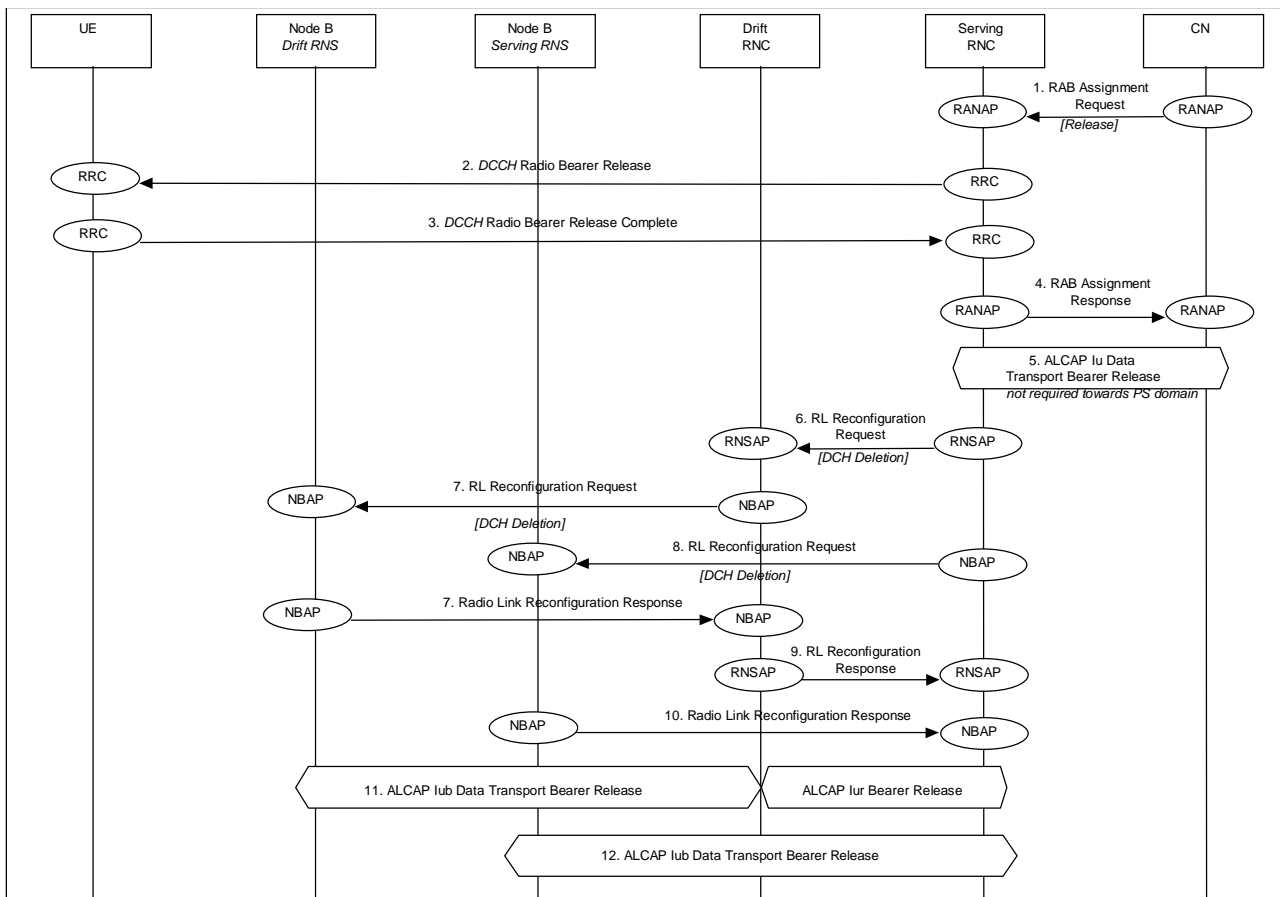 UE
Node B
Drift RNS
Node B
Serving RNS
Drift
RNC
Serving
RNC
CN
1. RAB Assignment
Request
[Release]
RANAP
RANAP
2. DCCH Radio Bearer Release
RRC
RRC
3. DCCH Radio Bearer Release Complete
RRC
RRC
4. RAB Assignment
Response
RANAP
RANAP
5. ALCAP Iu Data
Transport Bearer Release
not required towards PS domain
6. RL Reconfiguration
Request
[DCH Deletion]
RNSAP
RNSAP
7. RL Reconfiguration Request
[DCH Deletion]
NBAP
NBAP
8. RL Reconfiguration Request
[DCH Deletion]
NBAP
NBAP
7. Radio Link Reconfiguration Response
NBAP
NBAP
9. RL Reconfiguration
Response
RNSAP
RNSAP
10. Radio Link Reconfiguration Response
NBAP
NBAP
11. ALCAP Iub Data Transport Bearer Release
ALCAP Iur Bearer Release
12. ALCAP Iub Data Transport Bearer Release